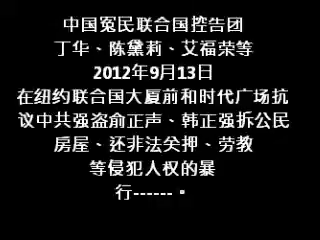 中国冤民联合国控告团
丁华、陈黛莉、艾福荣等
2012年9月13日
在纽约联合国大厦前和时代广场抗
议中共强盗俞正声、韩正强拆公民
房屋、还非法关押、劳教
等侵犯人权的暴
行------